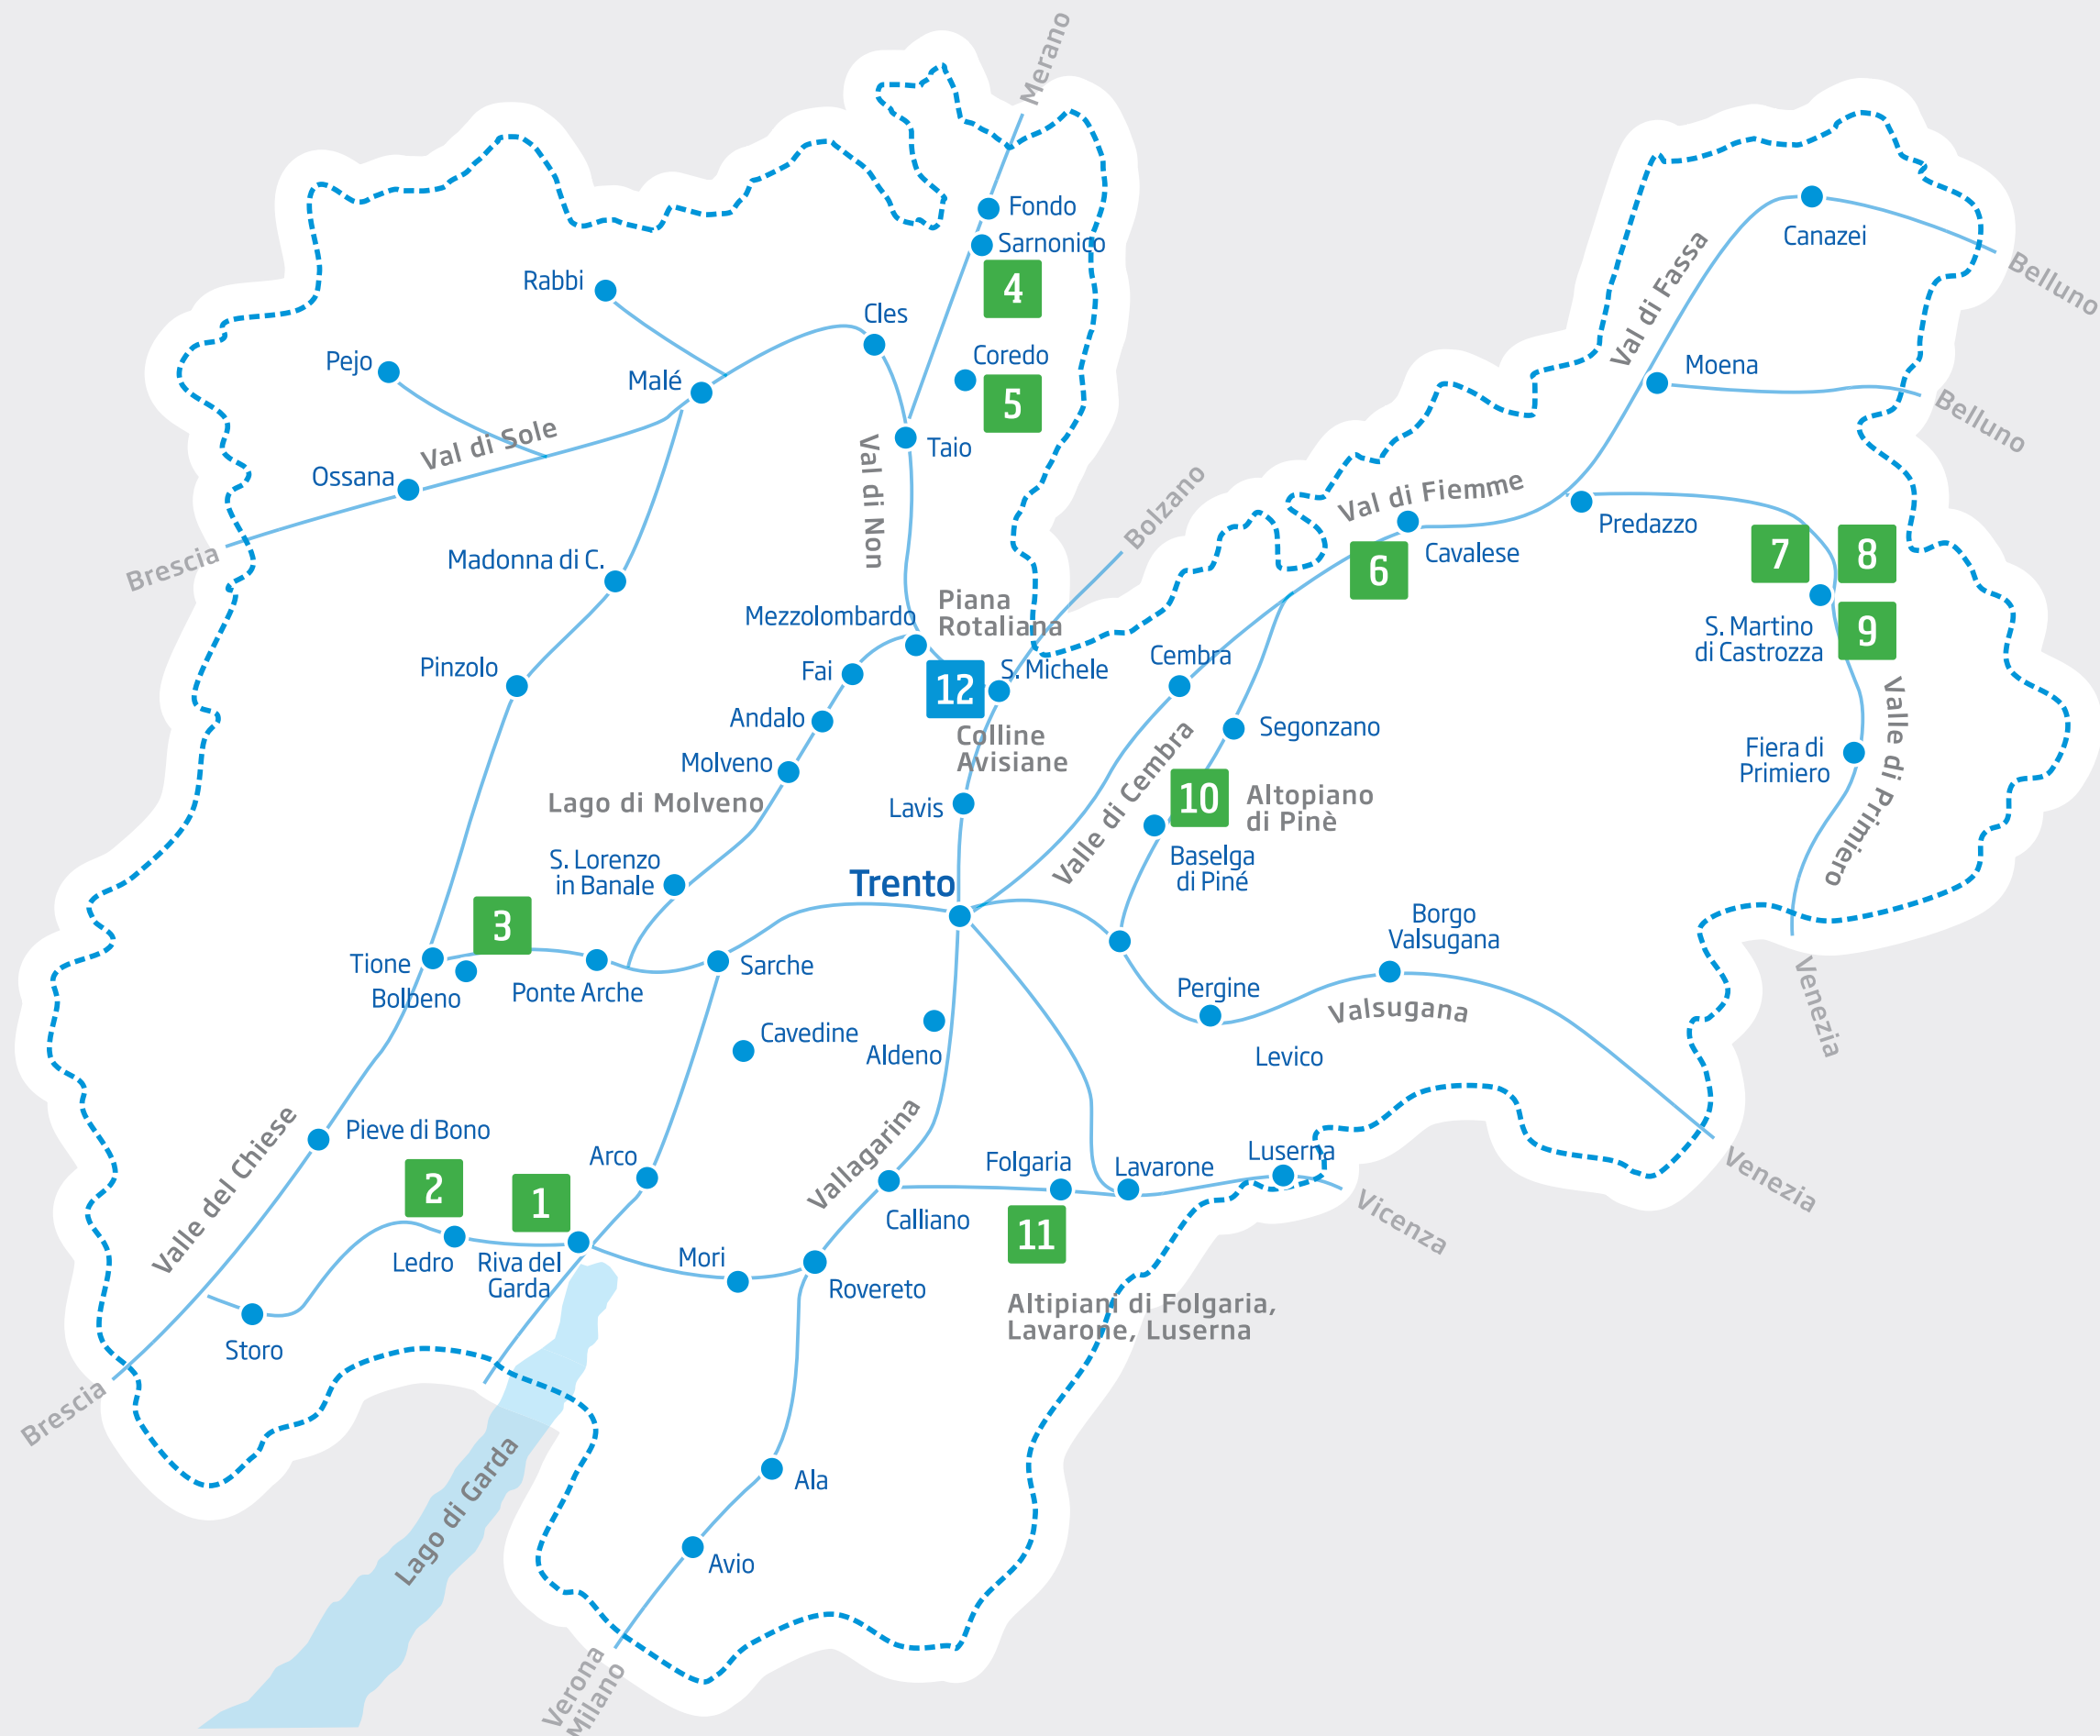 Merano
Fondo
Sarnonico
4
Canazei
Belluno
Val di Fassa
Rabbi
Cles
Coredo
5
Pejo
Malé
Moena
Belluno
Val di Sole
Taio
Val di Non
Ossana
Bolzano
Val di Fiemme
Predazzo
Cavalese
6
7
8
9
Brescia
Madonna di C.
Mezzolombardo
Piana
Rotaliana
S. Martino
di Castrozza
Pinzolo
Fai
12
S. Michele
Cembra
Andalo
Colline
Avisiane
Segonzano
Valle di Primiero
Fiera di
Primiero
Molveno
Lago di Molveno
Lavis
Valle di Cembra
10
Altopiano
di Pinè
S. Lorenzo
in Banale
Baselga
di Piné
Trento
3
Borgo
Valsugana
Tione
Bolbeno
Ponte Arche
Sarche
Pergine
Valsugana
Venezia
Cavedine
Aldeno
Levico
Valle del Chiese
Pieve di Bono
Arco
Vallagarina
Folgaria
Lavarone
Luserna
Venezia
2
1
Calliano
11
Vicenza
Ledro
Riva del
Garda
Mori
Rovereto
Altipiani di Folgaria,
Lavarone, Luserna
Storo
Brescia
Lago di Garda
Ala
Avio
Verona
Milano